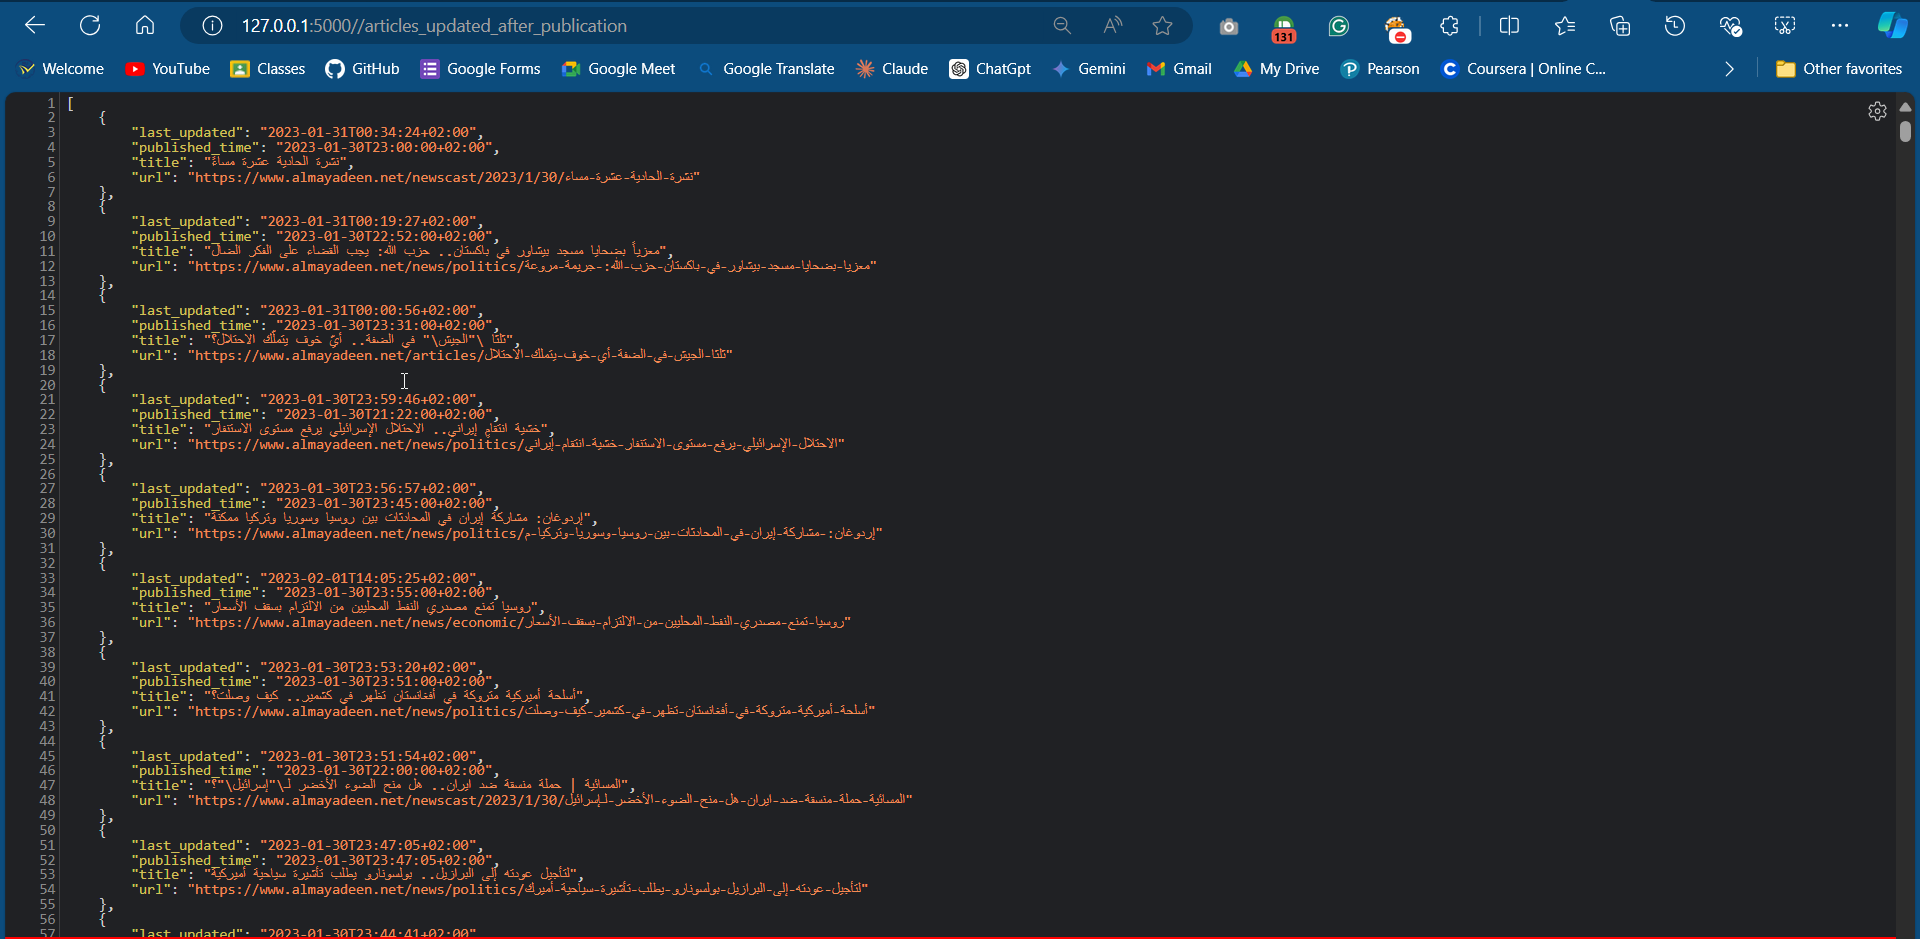 127.0.0.1:5000//articles_updated_after_publication
131
Welcome YouTube Classes GitHub Google Forms Google Meet Google Translate Claude ChatGpt Gemini Gmail My Drive Pearson Coursera | Online C... Other favorites
1 [
2 {
3 "last_updated": "2023-01-31T00:34:24+02:00",
4 "published_time": "2023-01-30T23:00:00+02:00",
5 "title": "نشرة الحادية عشرة مساءً",
6 "url": "https://www.almayadeen.net/newscast/2023/1/30/نشرة-الحادية-عشرة-مساء"
7 },
8 {
9 "last_updated": "2023-01-31T00:19:27+02:00",
10 "published_time": "2023-01-30T22:52:00+02:00",
11 "title": "معزياً بضحايا مسجد بيشاور في باكستان.. حزب الله: يجب القضاء على الفكر الضال",
12 "url": "https://www.almayadeen.net/news/politics/معزيا-بضحايا-مسجد-بيشاور-في-باكستان-حزب-الله:-جريمة-مروعة"
13 },
14 {
15 "last_updated": "2023-01-31T00:00:56+02:00",
16 "published_time": "2023-01-30T23:31:00+02:00",
17 "title": "ثلثا \"الجيش\" في الضفة.. أيّ خوف يتملّك الاحتلال؟",
18 "url": "https://www.almayadeen.net/articles/ثلثا-الجيش-في-الضفة-أي-خوف-يتملك-الاحتلال"
19 },
20 {
21 "last_updated": "2023-01-30T23:59:46+02:00",
22 "published_time": "2023-01-30T21:22:00+02:00",
23 "title": "خشية انتقامٍ إيراني.. الاحتلال الإسرائيلي يرفع مستوى الاستنفار",
24 "url": "https://www.almayadeen.net/news/politics/الاحتلال-الإسرائيلي-يرفع-مستوى-الاستنفار-خشية-انتقام-إيراني"
25 },
26 {
27 "last_updated": "2023-01-30T23:56:57+02:00",
28 "published_time": "2023-01-30T23:45:00+02:00",
29 "title": "إردوغان: مشاركة إيران في المحادثات بين روسيا وسوريا وتركيا ممكنة",
30 "url": "https://www.almayadeen.net/news/politics/إردوغان:-مشاركة-إيران-في-المحادثات-بين-روسيا-وسوريا-وتركيا-م"
31 },
32 {
33 "last_updated": "2023-02-01T14:05:25+02:00",
34 "published_time": "2023-01-30T23:55:00+02:00",
35 "title": "روسيا تمنع مصدري النفط المحليين من الالتزام بسقف الأسعار",
36 "url": "https://www.almayadeen.net/news/economic/روسيا-تمنع-مصدري-النفط-المحليين-من-الالتزام-بسقف-الأسعار"
37 },
38 {
39 "last_updated": "2023-01-30T23:53:20+02:00",
40 "published_time": "2023-01-30T23:51:00+02:00",
41 "title": "أسلحة أميركية متروكة في أفغانستان تظهر في كشمير.. كيف وصلت؟",
42 "url": "https://www.almayadeen.net/news/politics/أسلحة-أميركية-متروكة-في-أفغانستان-تظهر-في-كشمير-كيف-وصلت"
43 },
44 {
45 "last_updated": "2023-01-30T23:51:54+02:00",
46 "published_time": "2023-01-30T22:00:00+02:00",
47 "title": "المسائية | حملة منسقة ضد ايران.. هل منح الضوء الأخضر لـ\"إسرائيل\"؟",
48 "url": "https://www.almayadeen.net/newscast/2023/1/30/المسائية-حملة-منسقة-ضد-ايران-هل-منح-الضوء-الأخضر-لـإسرائيل"
49 },
50 {
51 "last_updated": "2023-01-30T23:47:05+02:00",
52 "published_time": "2023-01-30T23:47:05+02:00",
53 "title": "لتأجيل عودته إلى البرازيل.. بولسونارو يطلب تأشيرة سياحية أميركية",
54 "url": "https://www.almayadeen.net/news/politics/لتأجيل-عودته-إلى-البرازيل-بولسونارو-يطلب-تأشيرة-سياحية-أميرك"
55 },
56 {
57 "last_updated": "2023-01-30T23:44:41+02:00"